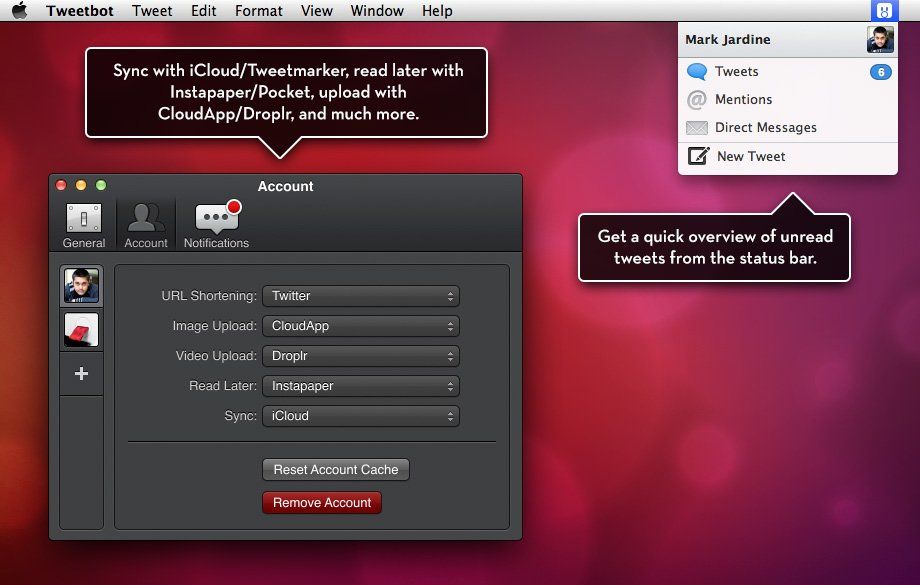 Tweetbot Tweet Edit Format View Window Help
Mark Jardine
Tweets 6
Mentions
Direct Messages
New Tweet
Sync with iCloud/Tweetmarker, read later with
Instapaper/Pocket, upload with
CloudApp/Droplr, and much more.
Get a quick overview of unread
tweets from the status bar.
Account
General Account Notifications
URL Shortening: Twitter
Image Upload: CloudApp
Video Upload: Droplr
Read Later: Instapaper
Sync: iCloud
Reset Account Cache
Remove Account